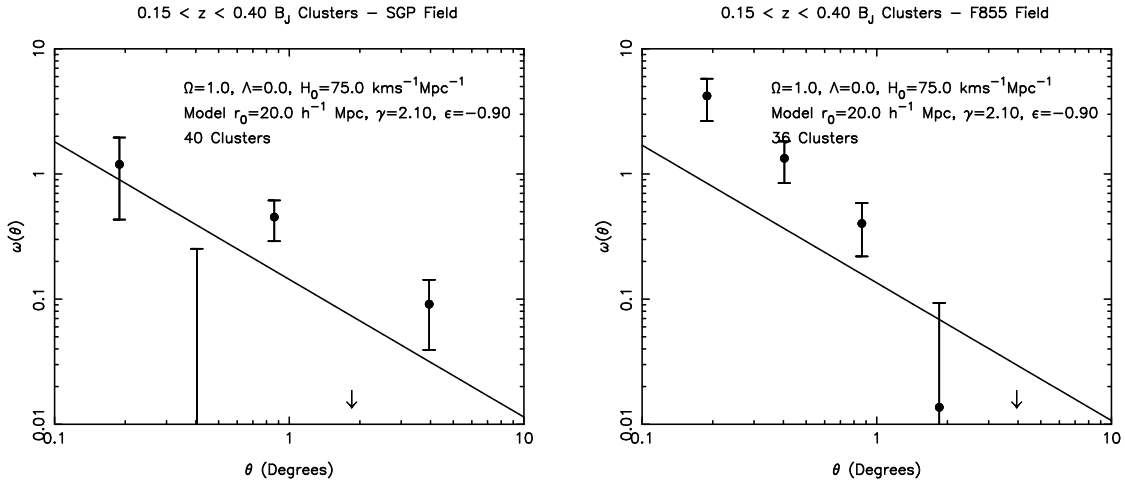 0.15 < z < 0.40 B_J Clusters − SGP Field
10
Ω=1.0, Λ=0.0, H_0=75.0 kms^−1Mpc^−1
Model r_0=20.0 h^−1 Mpc, γ=2.10, ϵ=−0.90
40 Clusters
1
ω(θ)
0.1
0.01
0.1
1
10
θ (Degrees)
0.15 < z < 0.40 B_J Clusters − F855 Field
10
Ω=1.0, Λ=0.0, H_0=75.0 kms^−1Mpc^−1
Model r_0=20.0 h^−1 Mpc, γ=2.10, ϵ=−0.90
36 Clusters
1
ω(θ)
0.1
0.01
0.1
1
10
θ (Degrees)